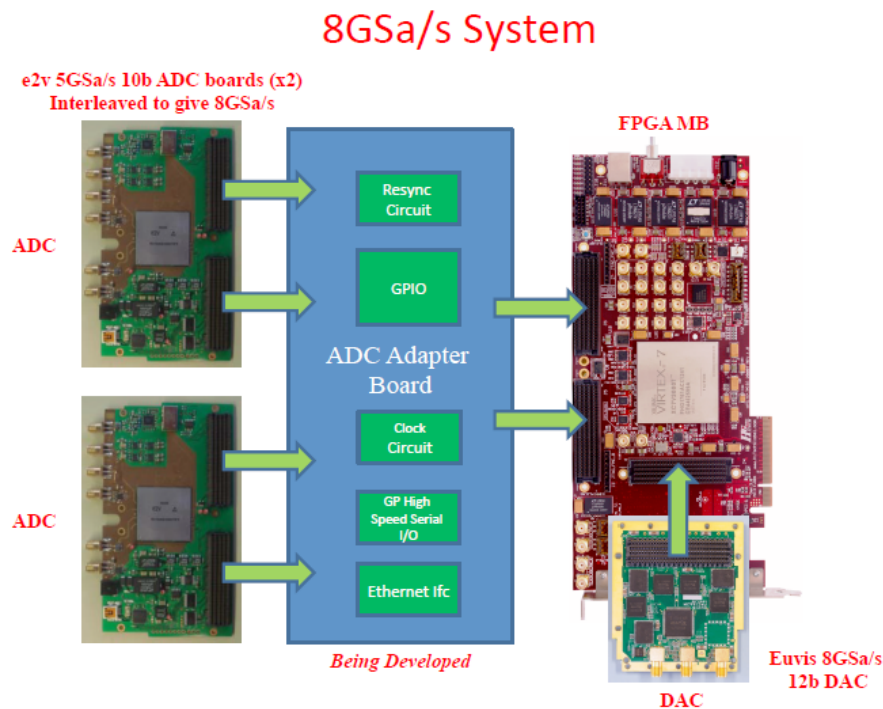 8GSa/s System
e2v 5GSa/s 10b ADC boards (x2)
Interleaved to give 8GSa/s
FPGA MB
Resync
Circuit
ADC
GPIO
ADC Adapter
Board
VIRTEX-7
Clock
Circuit
ADC
GP High
Speed Serial
I/O
Ethernet Ifc
Being Developed
Euvis 8GSa/s
12b DAC
DAC